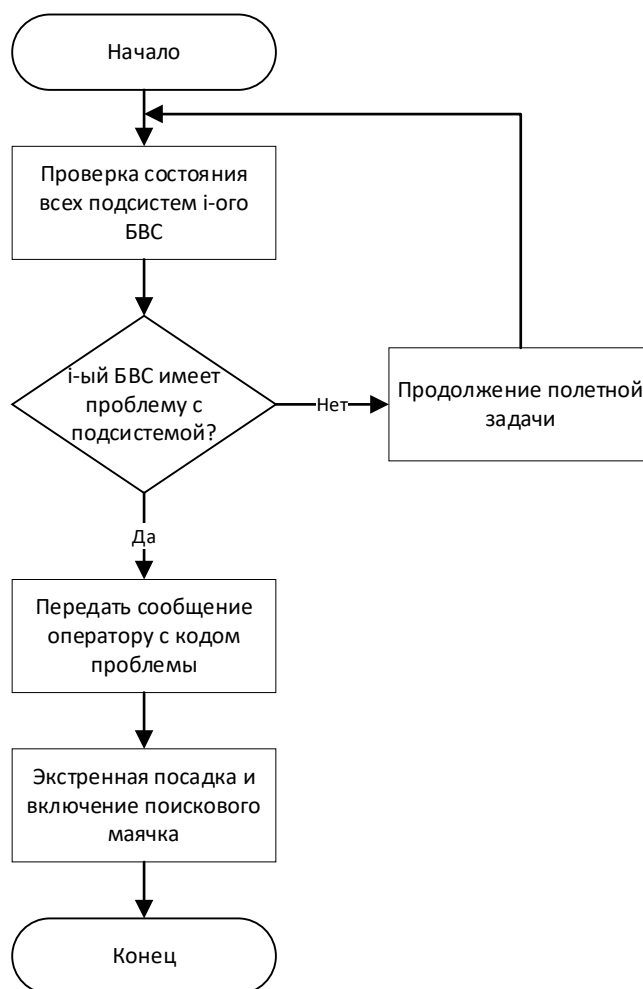 Начало
Проверка состояния
всех подсистем i-ого
БВС
i-ый БВС имеет
проблему с
подсистемой?
Нет
Продолжение полетной
задачи
Да
Передать сообщение
оператору с кодом
проблемы
Экстренная посадка и
включение поискового
маячка
Конец